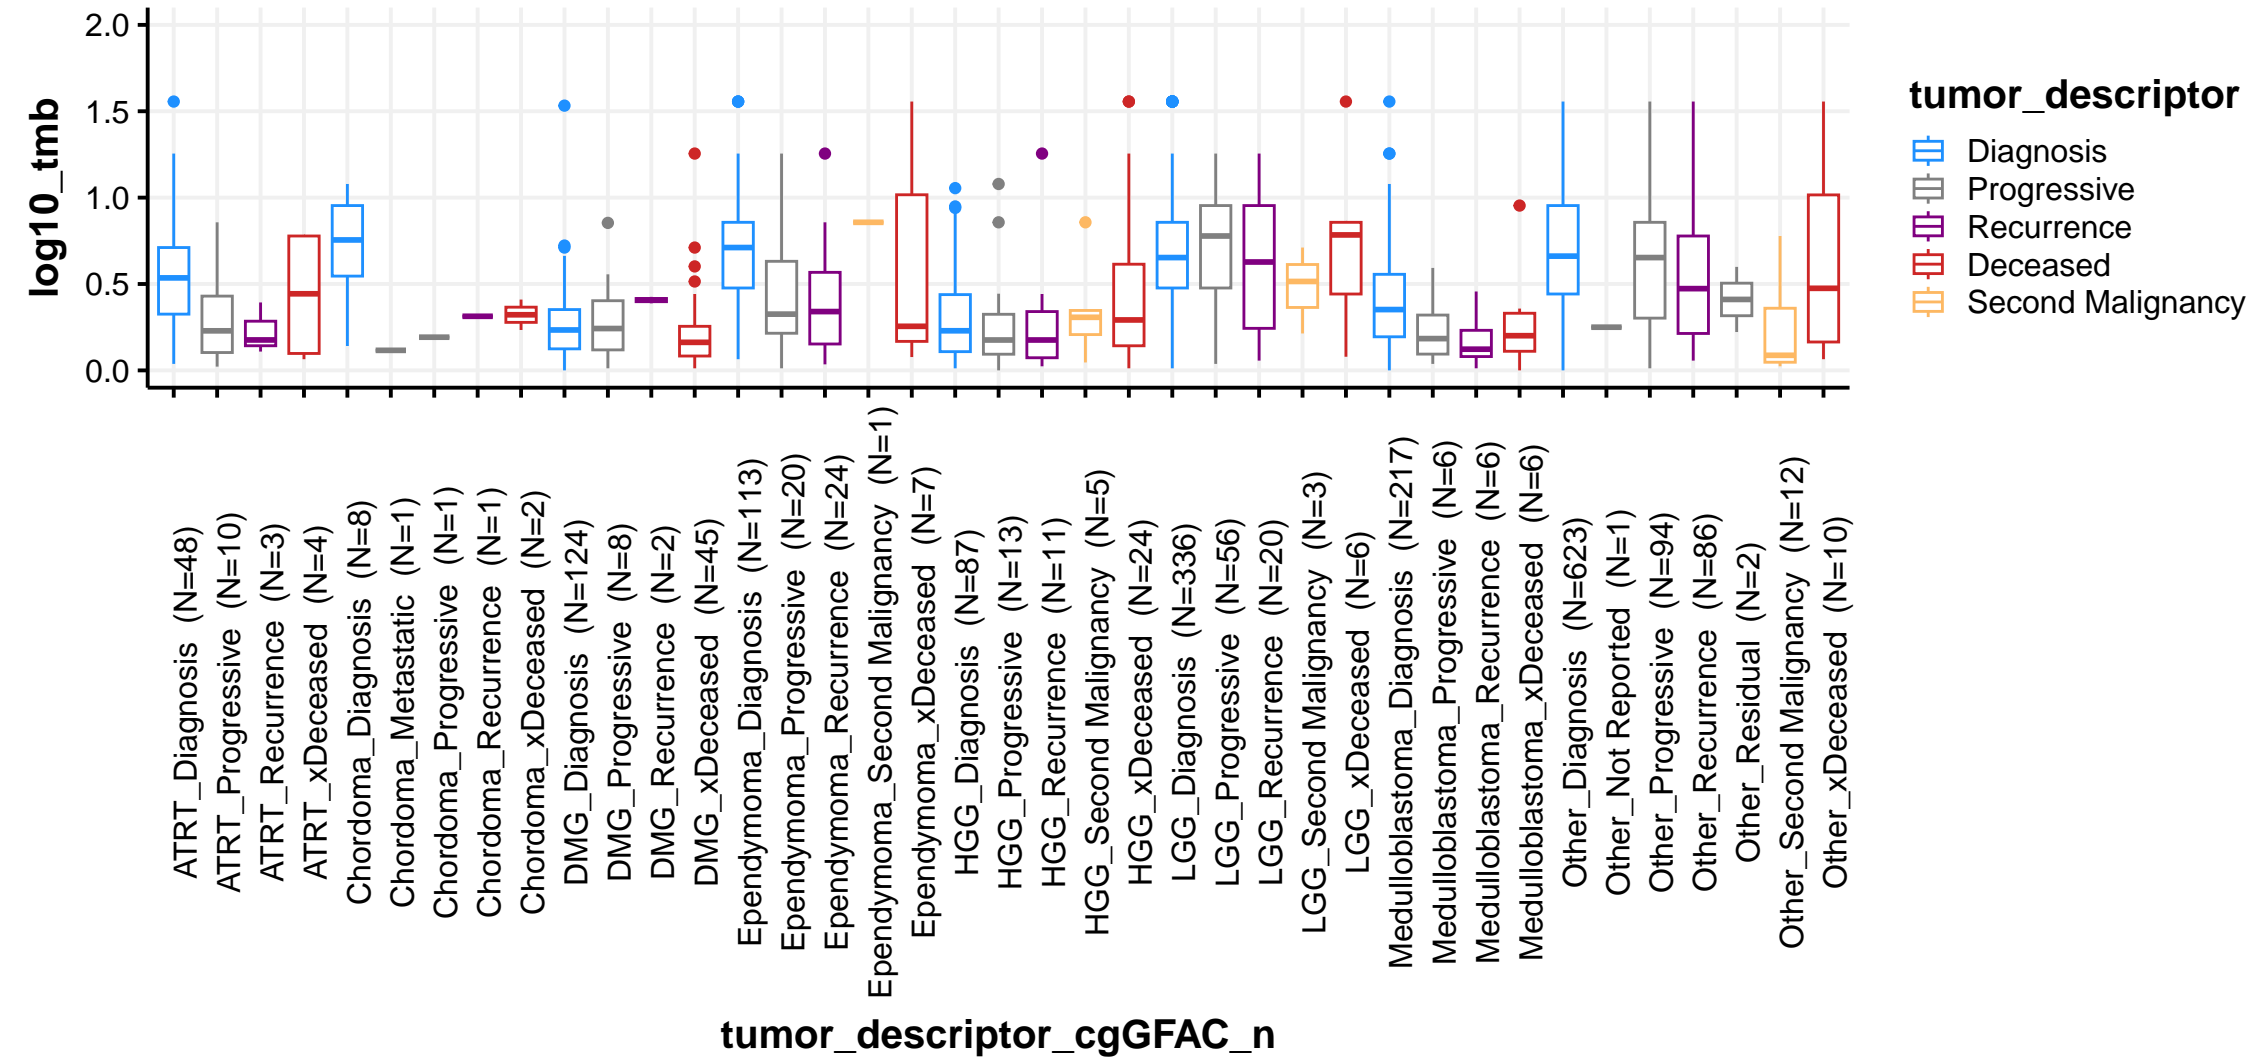 2.0
1.5
1.0
0.5
0.0
log10_tmb
ATRT_Diagnosis (N=48)
ATRT_Progressive (N=10)
ATRT_Recurrence (N=3)
ATRT_xDeceased (N=4)
Chordoma_Diagnosis (N=8)
Chordoma_Metastatic (N=1)
Chordoma_Progressive (N=1)
Chordoma_Recurrence (N=1)
Chordoma_xDeceased (N=2)
DMG_Diagnosis (N=124)
DMG_Progressive (N=8)
DMG_Recurrence (N=2)
DMG_xDeceased (N=45)
Ependymoma_Diagnosis (N=113)
Ependymoma_Progressive (N=20)
Ependymoma_Recurrence (N=24)
Ependymoma_Second Malignancy (N=1)
Ependymoma_xDeceased (N=7)
HGG_Diagnosis (N=87)
HGG_Progressive (N=13)
HGG_Recurrence (N=11)
HGG_Second Malignancy (N=5)
HGG_xDeceased (N=24)
LGG_Diagnosis (N=336)
LGG_Progressive (N=56)
LGG_Recurrence (N=20)
LGG_Second Malignancy (N=3)
LGG_xDeceased (N=6)
Medulloblastoma_Diagnosis (N=217)
Medulloblastoma_Progressive (N=6)
Medulloblastoma_Recurrence (N=6)
Medulloblastoma_xDeceased (N=6)
Other_Diagnosis (N=623)
Other_Not Reported (N=1)
Other_Progressive (N=94)
Other_Recurrence (N=86)
Other_Residual (N=2)
Other_Second Malignancy (N=12)
Other_xDeceased (N=10)
tumor_descriptor_cgGFAC_n
tumor_descriptor
Diagnosis
Progressive
Recurrence
Deceased
Second Malignancy